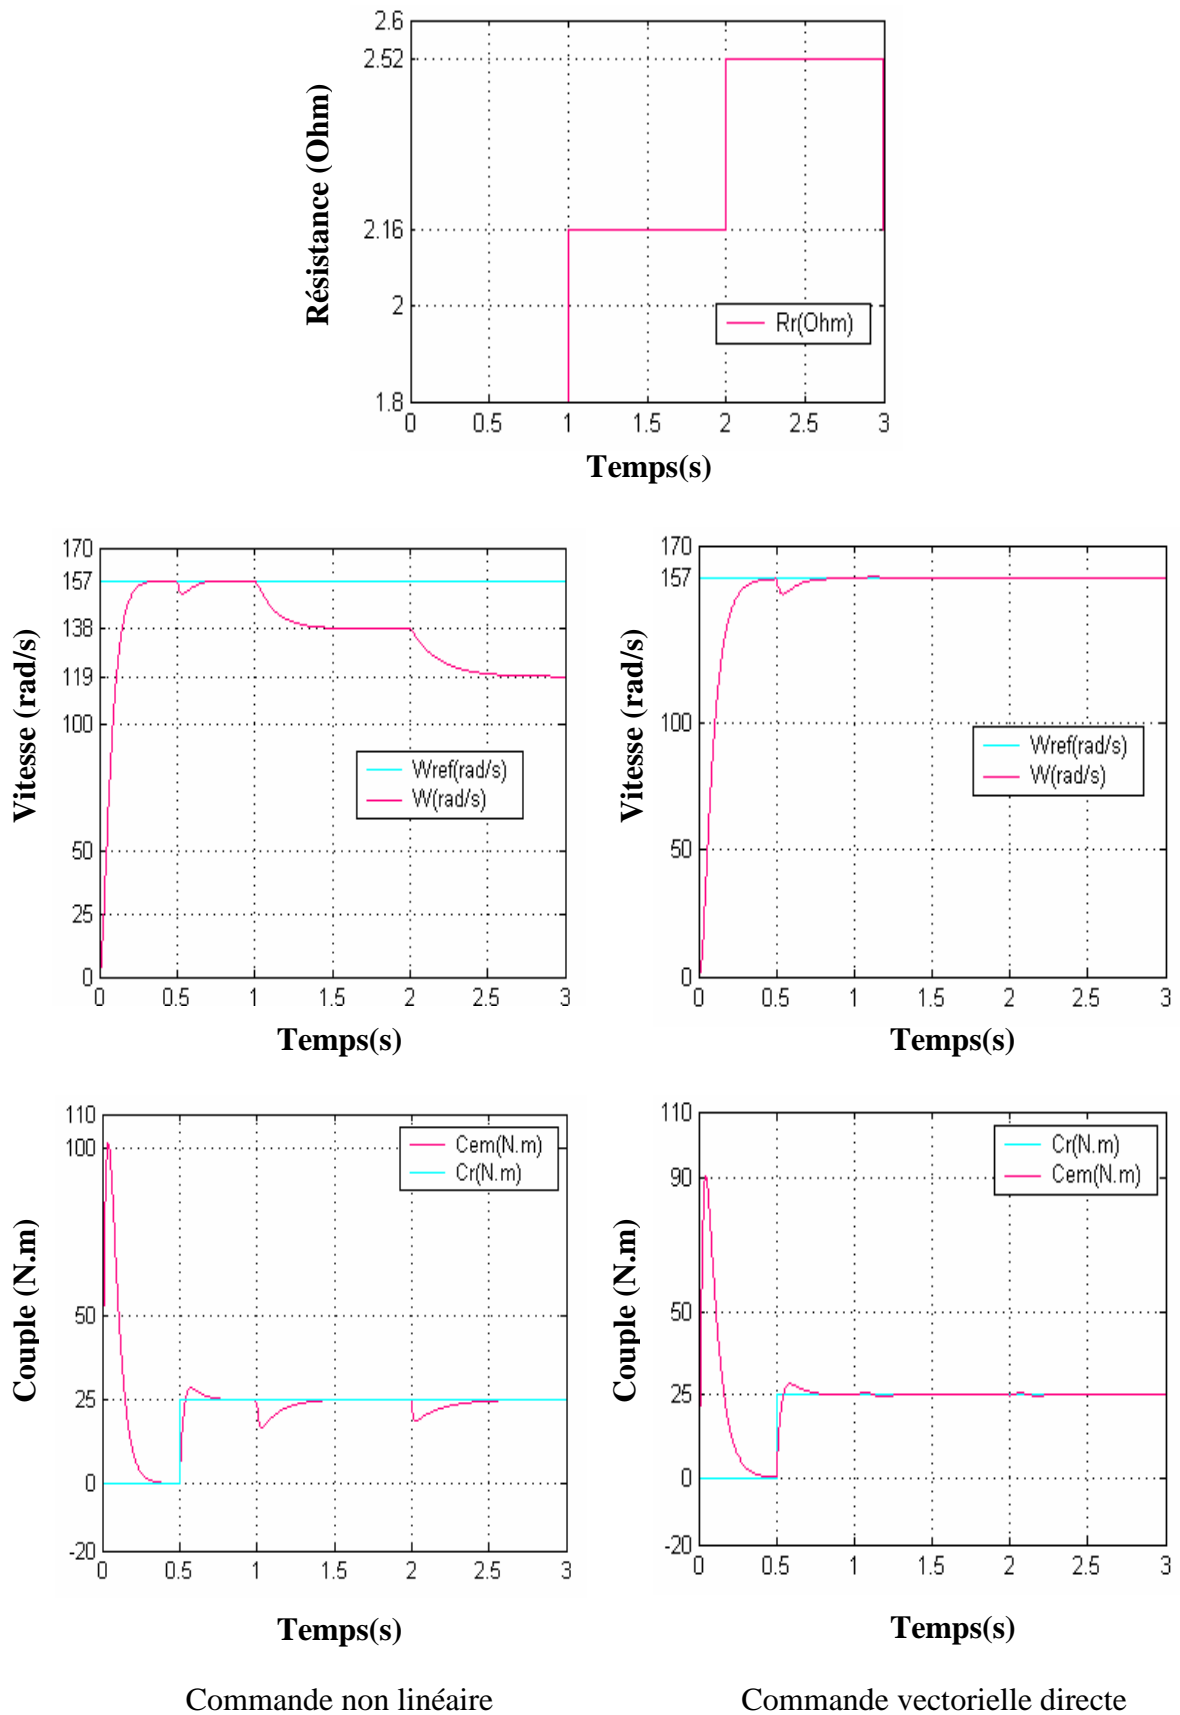 2.6
2.52
2.16
2
1.8
Résistance (Ohm)
Rr(Ohm)
0 0.5 1 1.5 2 2.5 3
Temps(s)
170
157
138
119
100
50
25
0
Vitesse (rad/s)
Wref(rad/s)
W(rad/s)
0 0.5 1 1.5 2 2.5 3
Temps(s)
170
157
100
50
0
Vitesse (rad/s)
Wref(rad/s)
W(rad/s)
0 0.5 1 1.5 2 2.5 3
Temps(s)
110
100
50
25
0
-20
Couple (N.m)
Cem(N.m)
Cr(N.m)
0 0.5 1 1.5 2 2.5 3
Temps(s)
110
90
50
25
0
-20
Couple (N.m)
Cr(N.m)
Cem(N.m)
0 0.5 1 1.5 2 2.5 3
Temps(s)
Commande non linéaire
Commande vectorielle directe